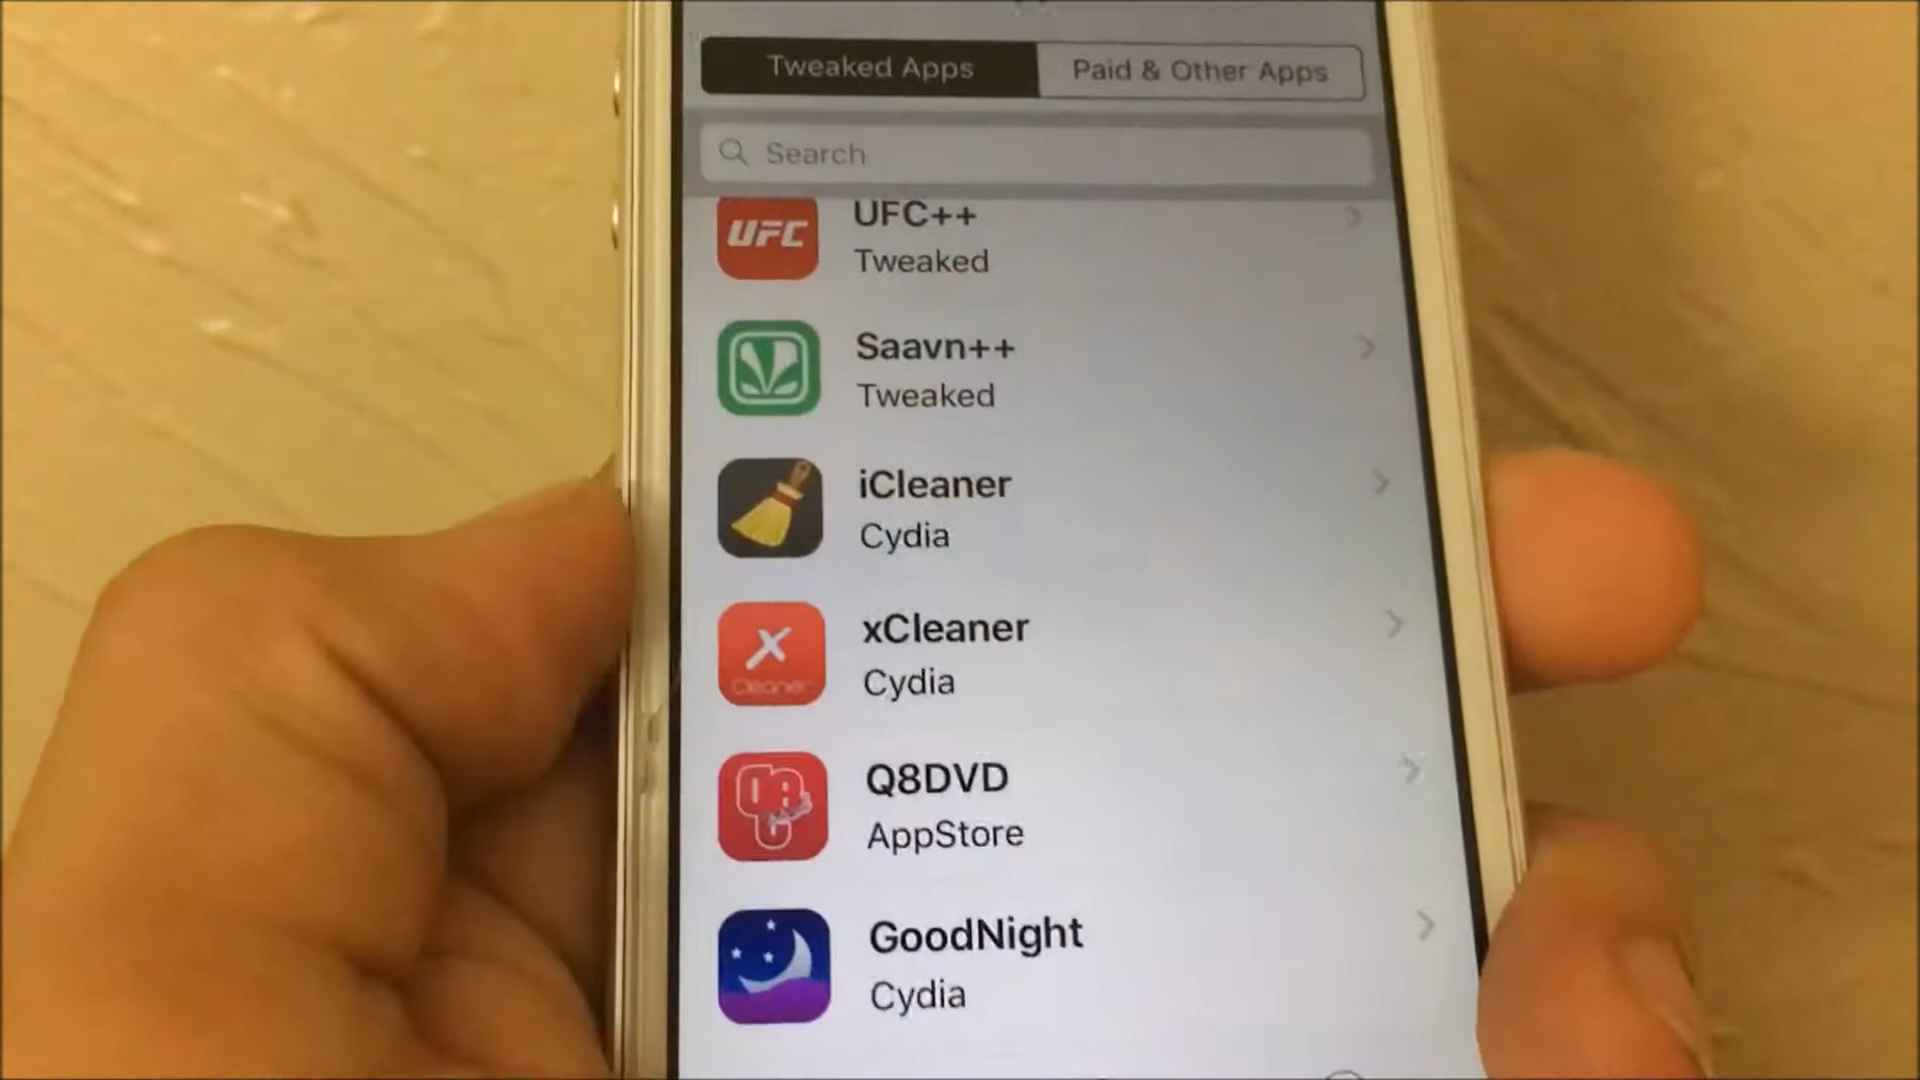 Tweaked Apps
Paid & Other Apps
Search
UFC
UFC++
Tweaked
Saavn++
Tweaked
iCleaner
Cydia
X
Cleaner
xCleaner
Cydia
Q8DVD
AppStore
GoodNight
Cydia